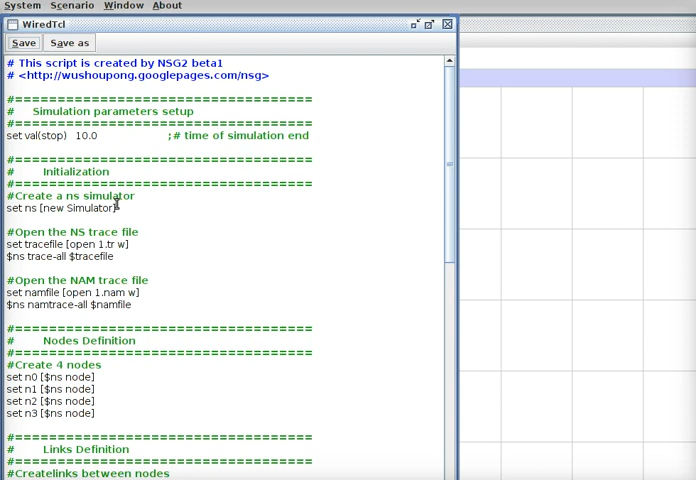 System Scenario About
WiredTcl
Save Save as
# This script is created by NSG2 beta1
# <http://wushoupong.googlepages.com/nsg>
#===================================
# Simulation parameters setup
#===================================
set val(stop) 10.0 ;# time of simulation end
#===================================
# Initialization
#===================================
#Create a ns simulator
set ns [new Simulator]
#Open the NS trace file
set tracefile [open 1.tr w]
$ns trace-all $tracefile
#Open the NAM trace file
set namfile [open 1.nam w]
$ns namtrace-all $namfile
#===================================
# Nodes Definition
#===================================
#Create 4 nodes
set n0 [$ns node]
set n1 [$ns node]
set n2 [$ns node]
set n3 [$ns node]
#===================================
# Links Definition
#===================================
#Createlinks between nodes